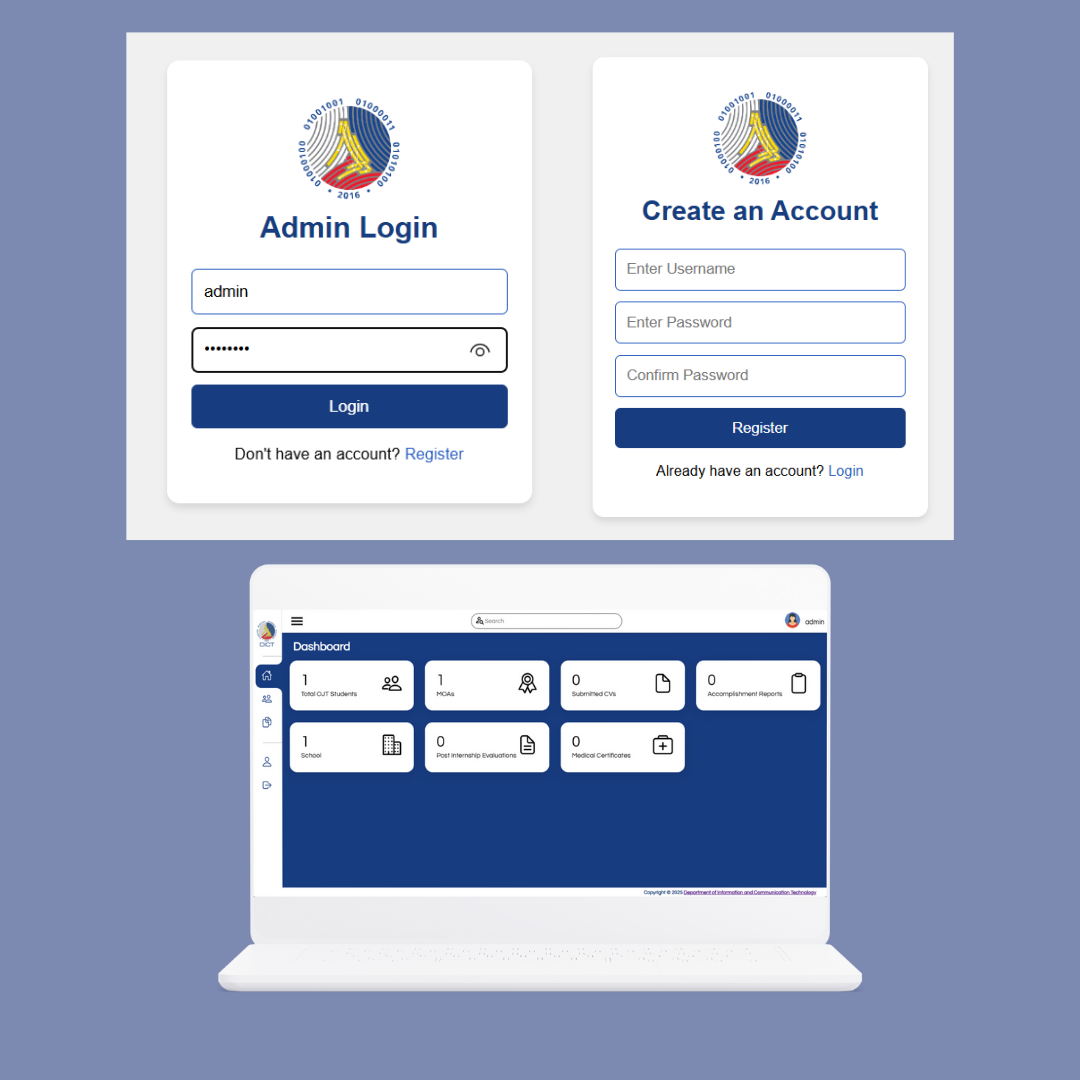 01001001 01000011 01010100 01000100
• 2016 •
Admin Login
admin
••••••••
Login
Don't have an account? Register
01001001 01000011 01010100 01000100
• 2016 •
Create an Account
Enter Username
Enter Password
Confirm Password
Register
Already have an account? Login
DICT
Search
admin
Dashboard
1
Total OJT Students
1
MOAs
0
Submitted CVs
0
Accomplishment Reports
1
School
0
Post Internship Evaluations
0
Medical Certificates
Copyright © 2025 Department of Information and Communication Technology